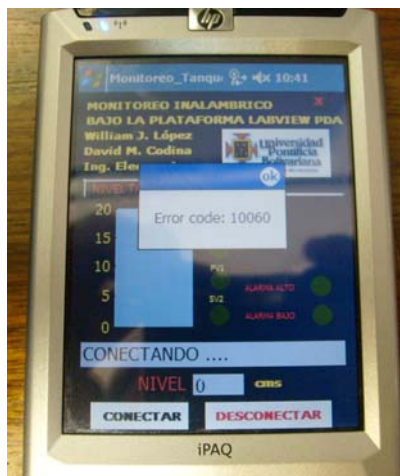 hp
Monitoreo_Tanqu 10:41
MONITOREO INALAMBRICO X
BAJO LA PLATAFORMA LABVIEW PDA
William J. López
David M. Codina
Ing.
Universidad
Pontificia
Bolivariana
ok
Error code: 10060
20
15
10
5
0
PV1
SV2
ALARMA ALTO
ALARMA BAJO
CONECTANDO ....
NIVEL 0 cms
CONECTAR DESCONECTAR
iPAQ